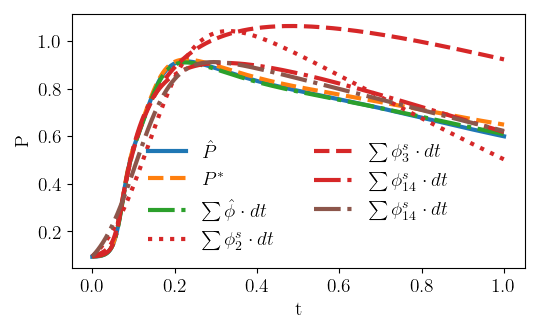 1.0
0.8
0.6
0.4
0.2
P
P̂
P*
∑ ϕ̂ · dt
∑ ϕ₂ˢ · dt
∑ ϕ₃ˢ · dt
∑ ϕ₁₄ˢ · dt
∑ ϕ₁₄ˢ · dt
0.0 0.2 0.4 0.6 0.8 1.0
t